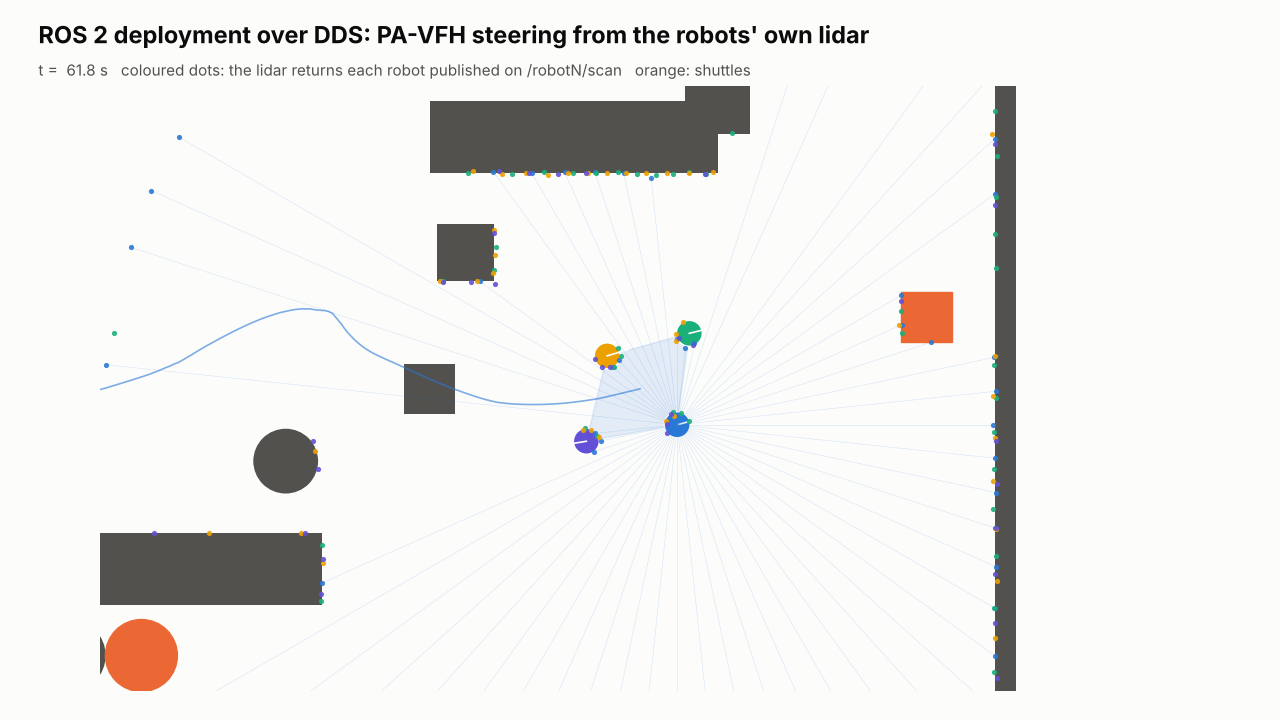 ROS 2 deployment over DDS: PA-VFH steering from the robots' own lidar
t =  61.8 s   coloured dots: the lidar returns each robot published on /robotN/scan   orange: shuttles